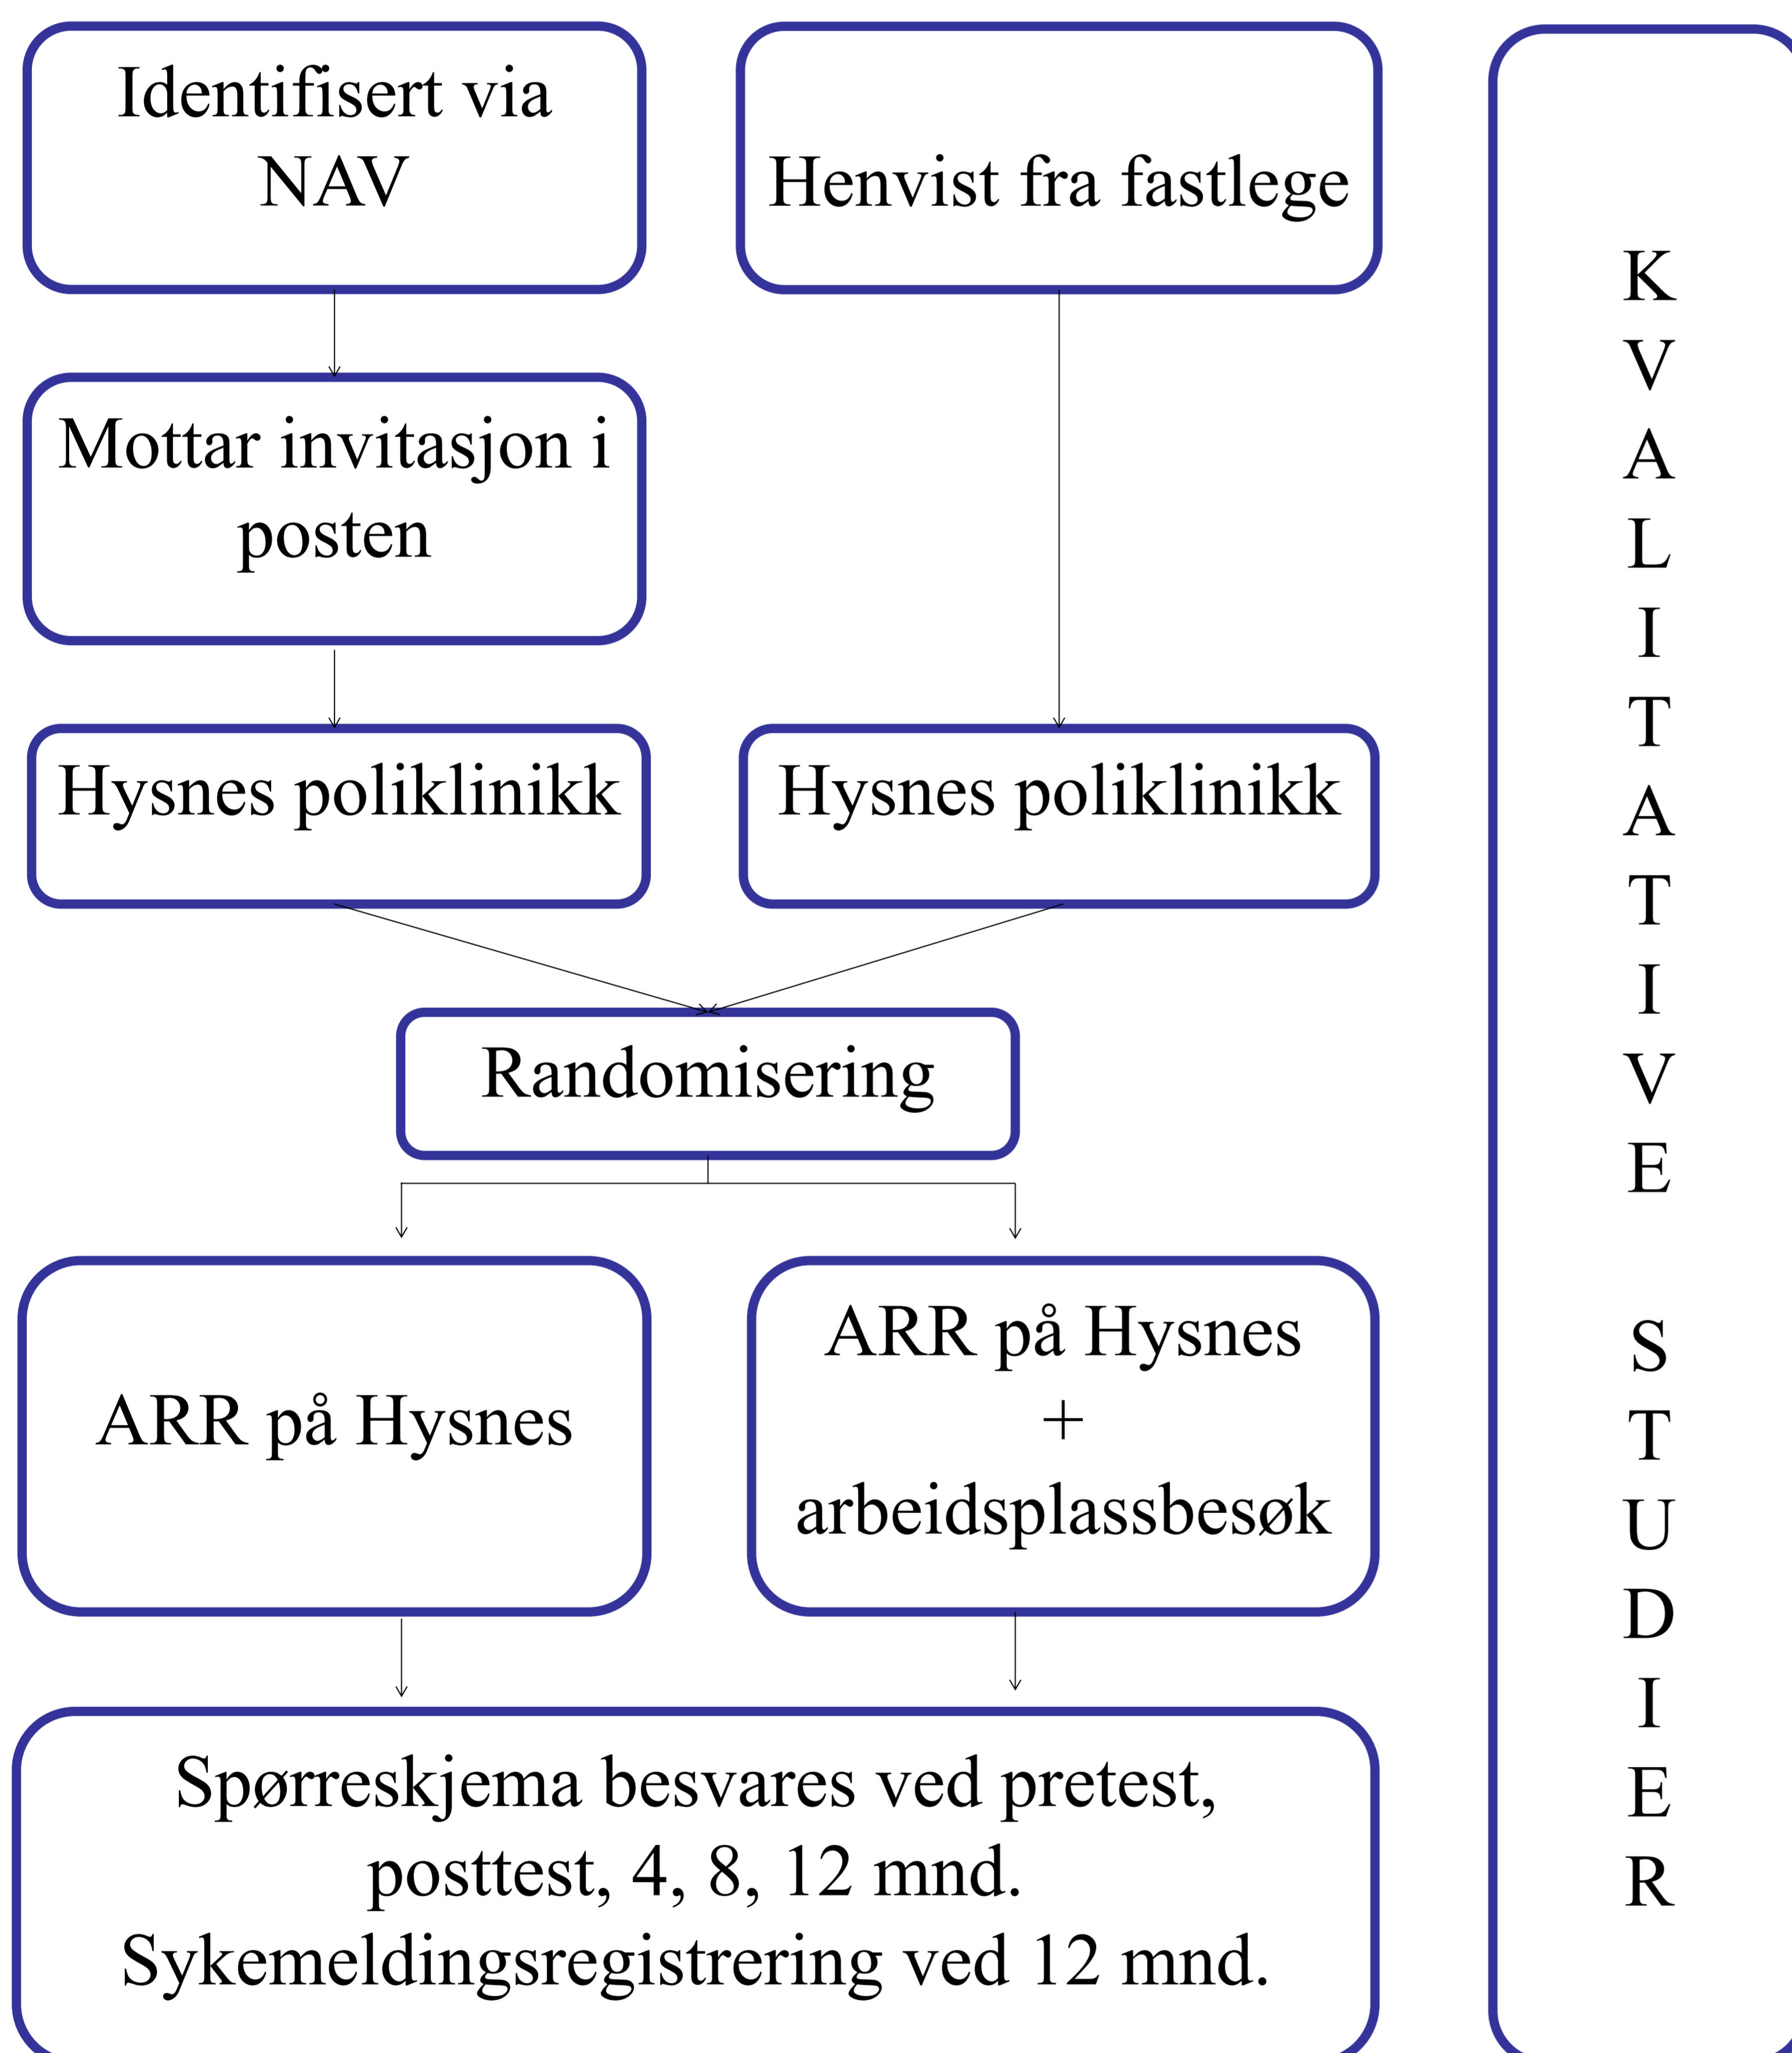 Identifisert via
NAV
Henvist fra fastlege
Mottar invitasjon i
posten
Hysnes poliklinikk
Hysnes poliklinikk
Randomisering
ARR på Hysnes
ARR på Hysnes
+
arbeidsplassbesøk
Spørreskjema besvares ved pretest,
posttest, 4, 8, 12 mnd.
Sykemeldingsregistrering ved 12 mnd.
K
V
A
L
I
T
A
T
I
V
E
S
T
U
D
I
E
R